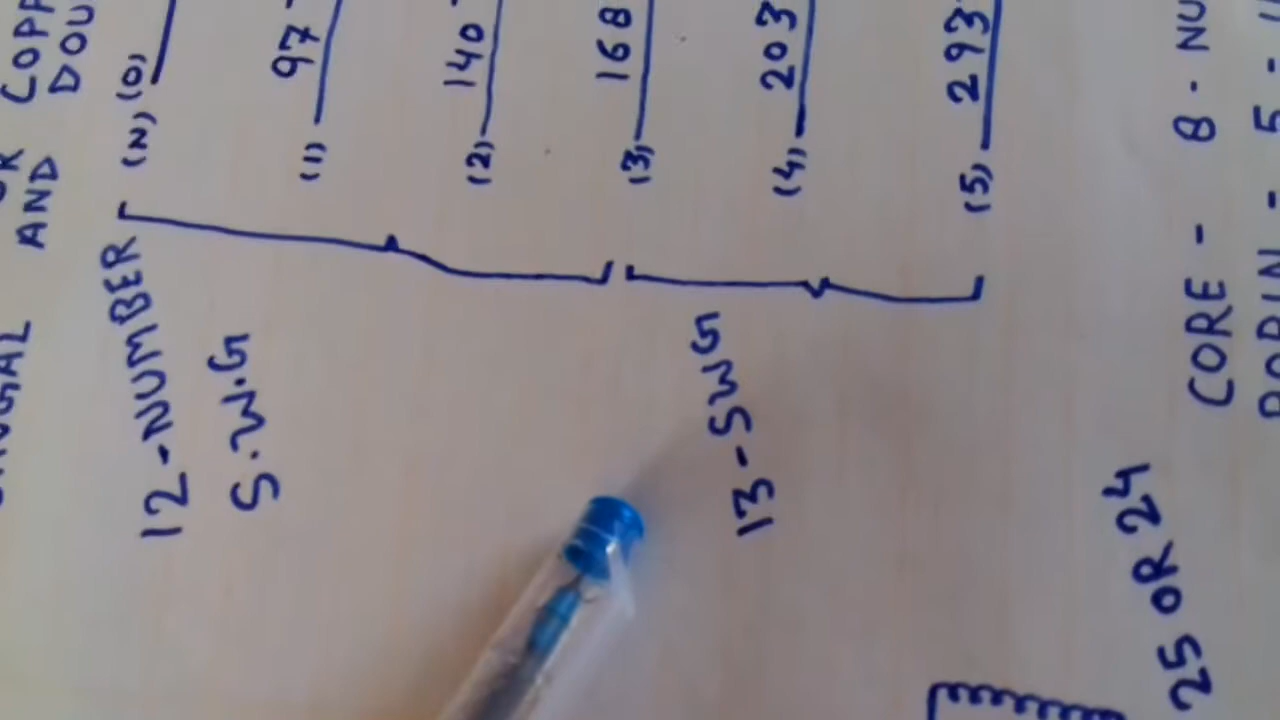 COPP
AND DOU
(N) (0)
(1) 97
(2) 140
(3) 168
(4) 203
(5) 293
12-NUMBER
S.W.G
13-SWG
CORE - 8 - NU
- 5 -
25 OR 24